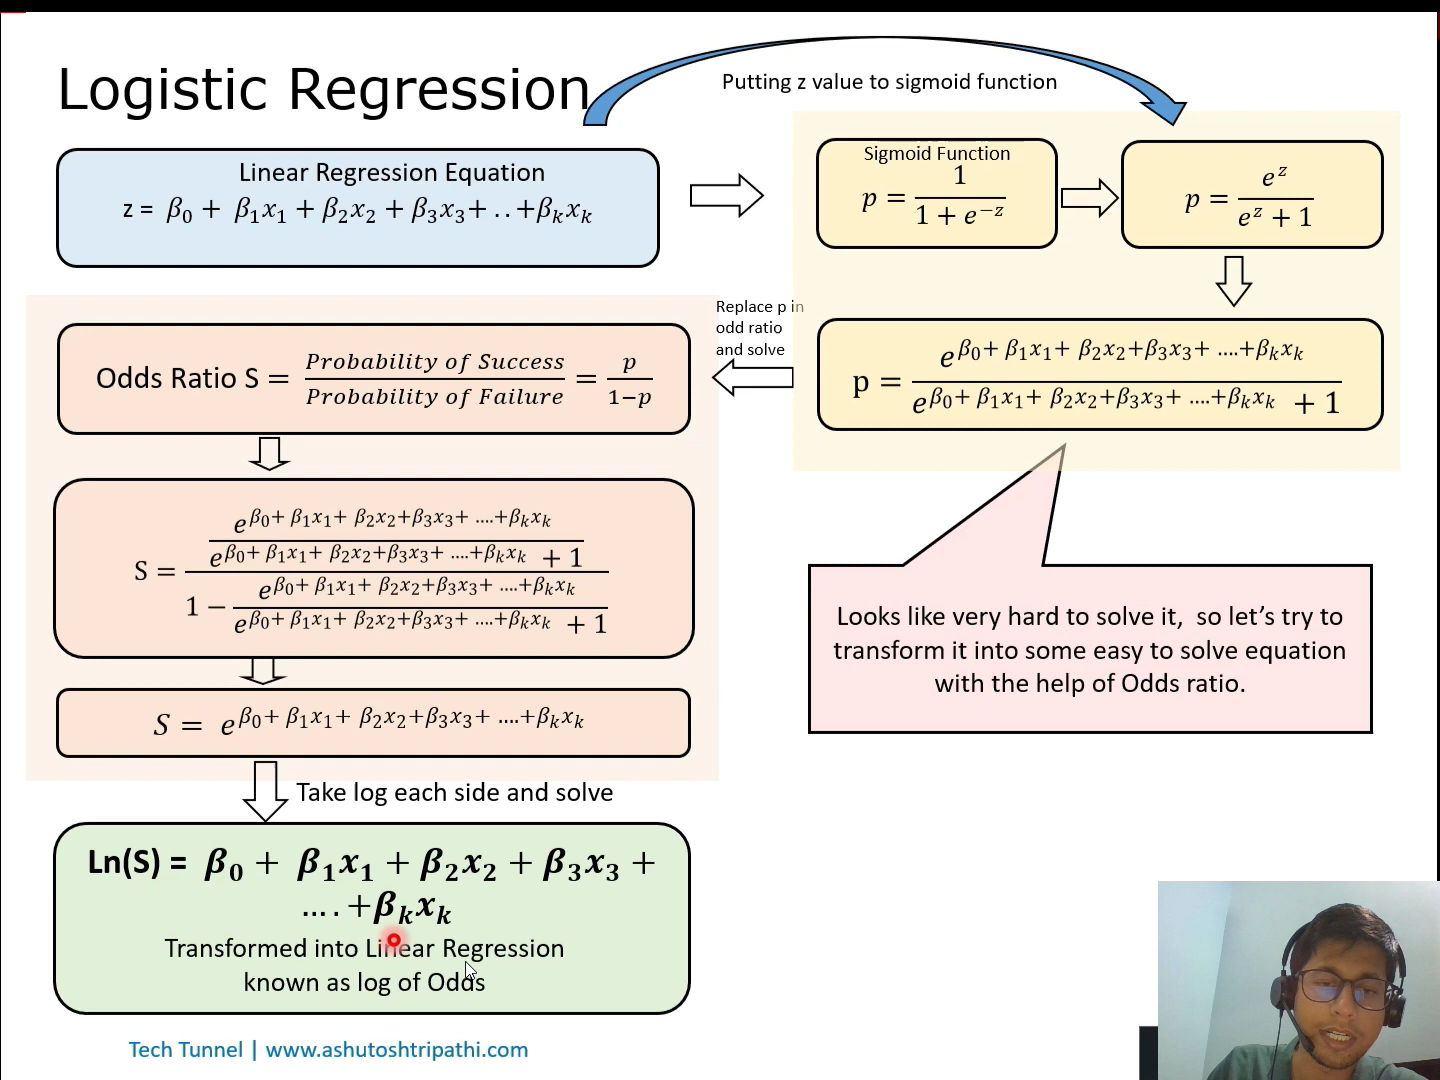 Logistic Regression
Putting z value to sigmoid function
Linear Regression Equation
z = β₀ + β₁x₁ + β₂x₂ + β₃x₃+ ..+βₖxₖ
Sigmoid Function
p = 1 / (1 + e^(−z))
p = e^z / (e^z + 1)
p = e^(β₀+ β₁x₁+ β₂x₂+β₃x₃+ ....+βₖxₖ) / (e^(β₀+ β₁x₁+ β₂x₂+β₃x₃+ ....+βₖxₖ) + 1)
Replace p in
odd ratio
and solve
Odds Ratio S = Probability of Success / Probability of Failure = p / (1−p)
S = (e^(β₀+ β₁x₁+ β₂x₂+β₃x₃+ ....+βₖxₖ) / (e^(β₀+ β₁x₁+ β₂x₂+β₃x₃+ ....+βₖxₖ) + 1)) / (1 − e^(β₀+ β₁x₁+ β₂x₂+β₃x₃+ ....+βₖxₖ) / (e^(β₀+ β₁x₁+ β₂x₂+β₃x₃+ ....+βₖxₖ) + 1))
S = e^(β₀+ β₁x₁+ β₂x₂+β₃x₃+ ....+βₖxₖ)
Looks like very hard to solve it, so let’s try to
transform it into some easy to solve equation
with the help of Odds ratio.
Take log each side and solve
Ln(S) = β₀ + β₁x₁ + β₂x₂ + β₃x₃ +
.... +βₖxₖ
Transformed into Linear Regression
known as log of Odds
Tech Tunnel | www.ashutoshtripathi.com